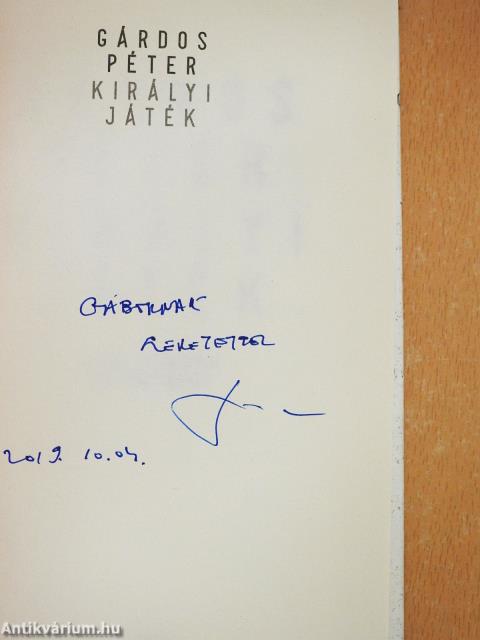 GÁRDOS
PÉTER
KIRÁLYI
JÁTÉK
GÁBORNAK
SZERETETTEL
2019. 10. 04.
Antikvárium.hu